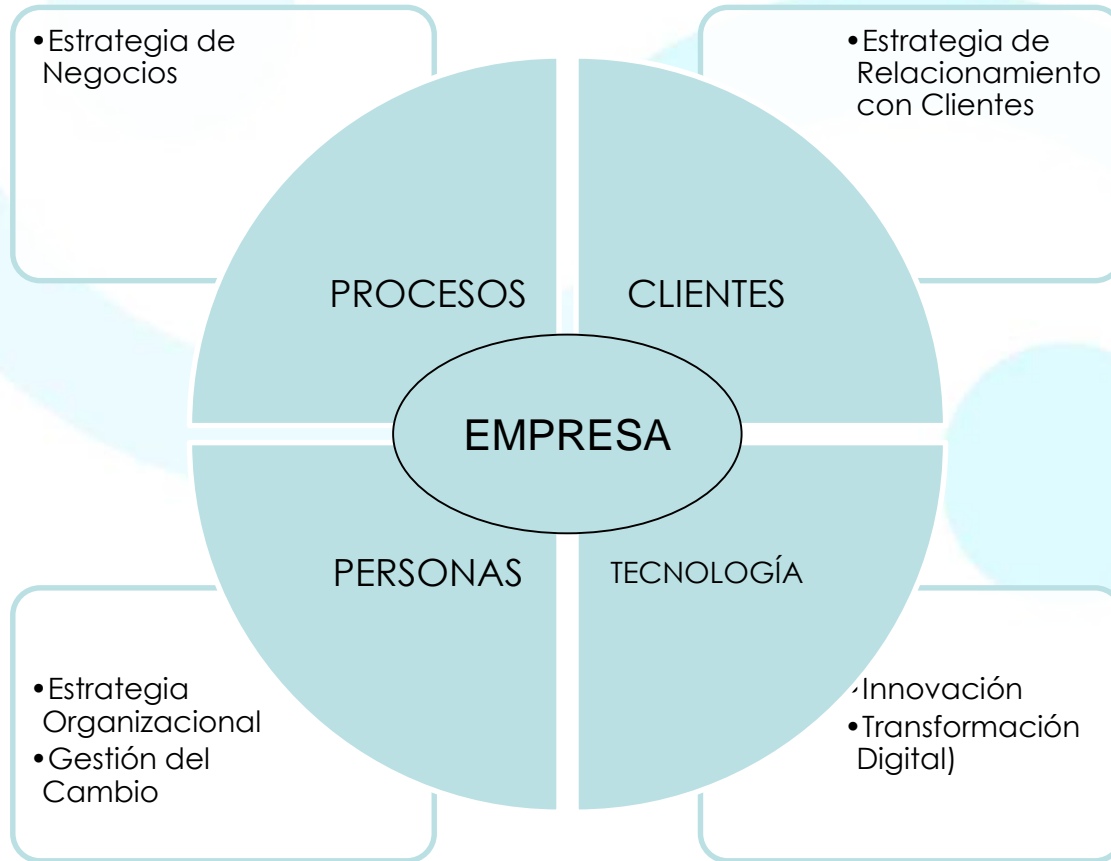 •Estrategia de
Negocios
•Estrategia de
Relacionamiento
con Clientes
PROCESOS
CLIENTES
EMPRESA
PERSONAS
TECNOLOGÍA
•Estrategia
Organizacional
•Gestión del
Cambio
•Innovación
•Transformación
Digital)